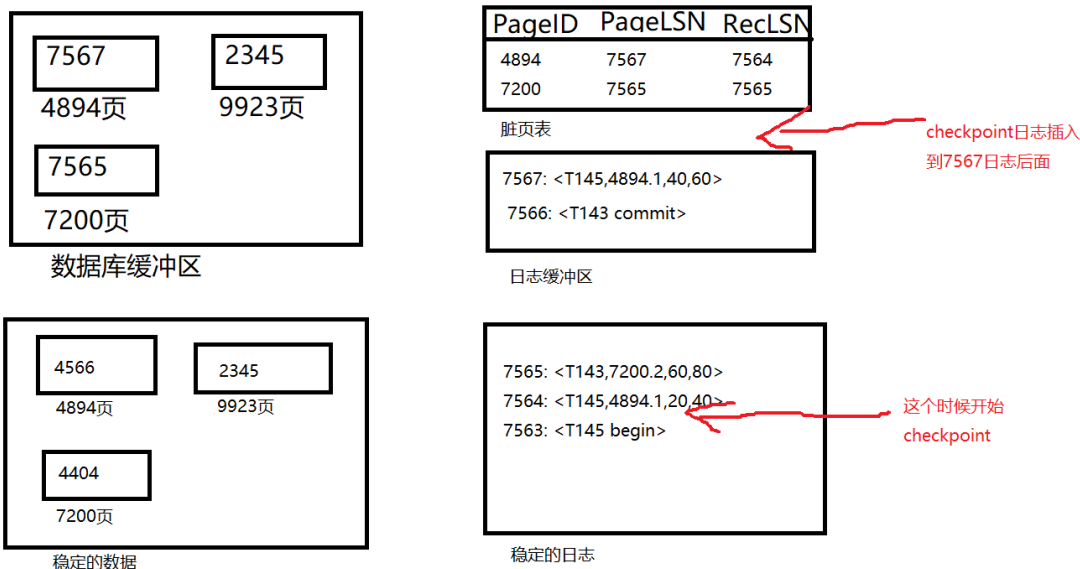 7567
4894页
2345
9923页
7565
7200页
数据库缓冲区
PageID PageLSN RecLSN
4894 7567 7564
7200 7565 7565
脏页表
checkpoint日志插入
到7567日志后面
7567: <T145,4894.1,40,60>
7566: <T143 commit>
日志缓冲区
4566
4894页
2345
9923页
4404
7200页
稳定的数据
7565: <T143,7200.2,60,80>
7564: <T145,4894.1,20,40>
7563: <T145 begin>
这个时候开始
checkpoint
稳定的日志